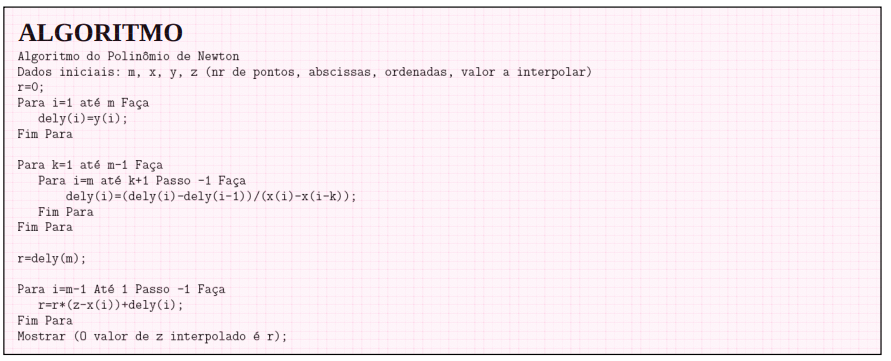 ALGORITMO
Algoritmo do Polinômio de Newton
Dados iniciais: m, x, y, z (nr de pontos, abscissas, ordenadas, valor a interpolar)
r=0;
Para i=1 até m Faça
dely(i)=y(i);
Fim Para
Para k=1 até m-1 Faça
Para i=m até k+1 Passo -1 Faça
dely(i)=(dely(i)-dely(i-1))/(x(i)-x(i-k));
Fim Para
Fim Para
r=dely(m);
Para i=m-1 Até 1 Passo -1 Faça
r=r*(z-x(i))+dely(i);
Fim Para
Mostrar (O valor de z interpolado é r);